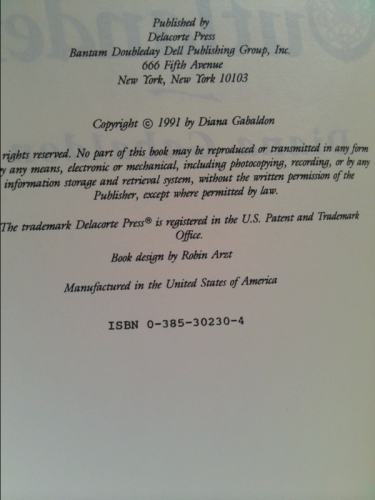 Published by
Delacorte Press
Bantam Doubleday Dell Publishing Group, Inc.
666 Fifth Avenue
New York, New York 10103
Copyright © 1991 by Diana Gabaldon
rights reserved. No part of this book may be reproduced or transmitted in any form
by any means, electronic or mechanical, including photocopying, recording, or by any
information storage and retrieval system, without the written permission of the
Publisher, except where permitted by law.
The trademark Delacorte Press® is registered in the U.S. Patent and Trademark
Office.
Book design by Robin Arzt
Manufactured in the United States of America
ISBN 0-385-30230-4